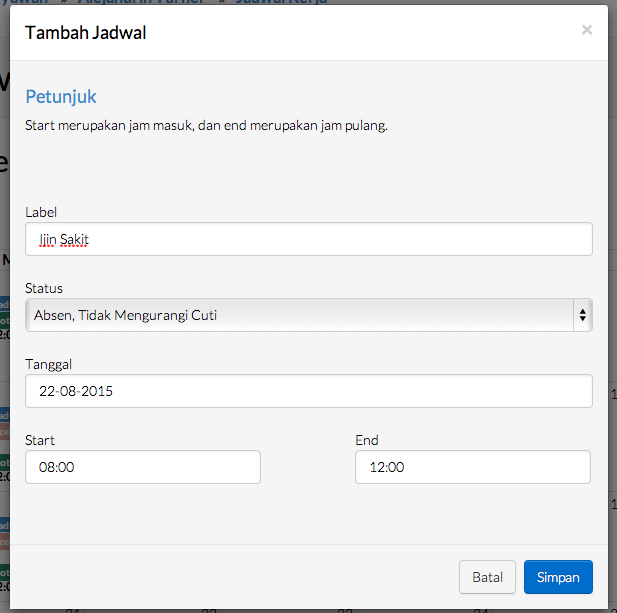 Tambah Jadwal ×
Petunjuk
Start merupakan jam masuk, dan end merupakan jam pulang.
Label
Ijin Sakit
Status
Absen, Tidak Mengurangi Cuti
Tanggal
22-08-2015
Start End
08:00 12:00
Batal Simpan